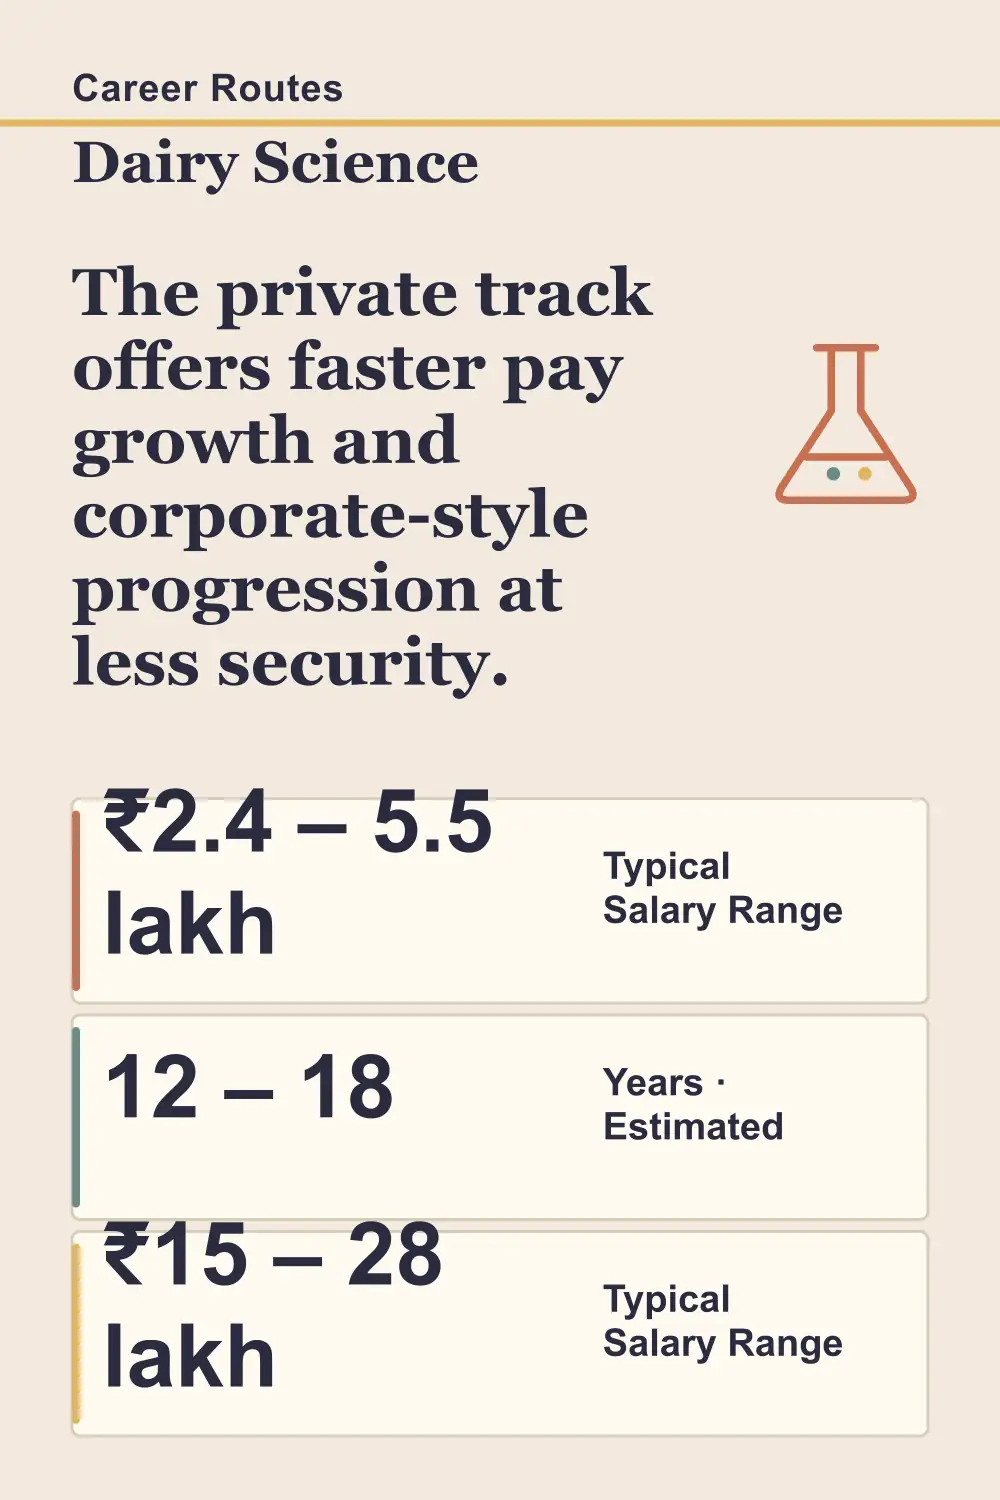 Career Routes
Dairy Science
The private track
offers faster pay
growth and
corporate-style
progression at
less security.
₹2.4 – 5.5
lakh
Typical
Salary Range
12 – 18
Years ·
Estimated
₹15 – 28
lakh
Typical
Salary Range